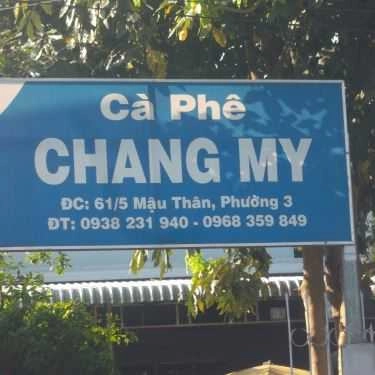 Cà Phê
CHANG MY
ĐC: 61/5 Mậu Thân, Phường 3
ĐT: 0938 231 940 - 0968 359 849